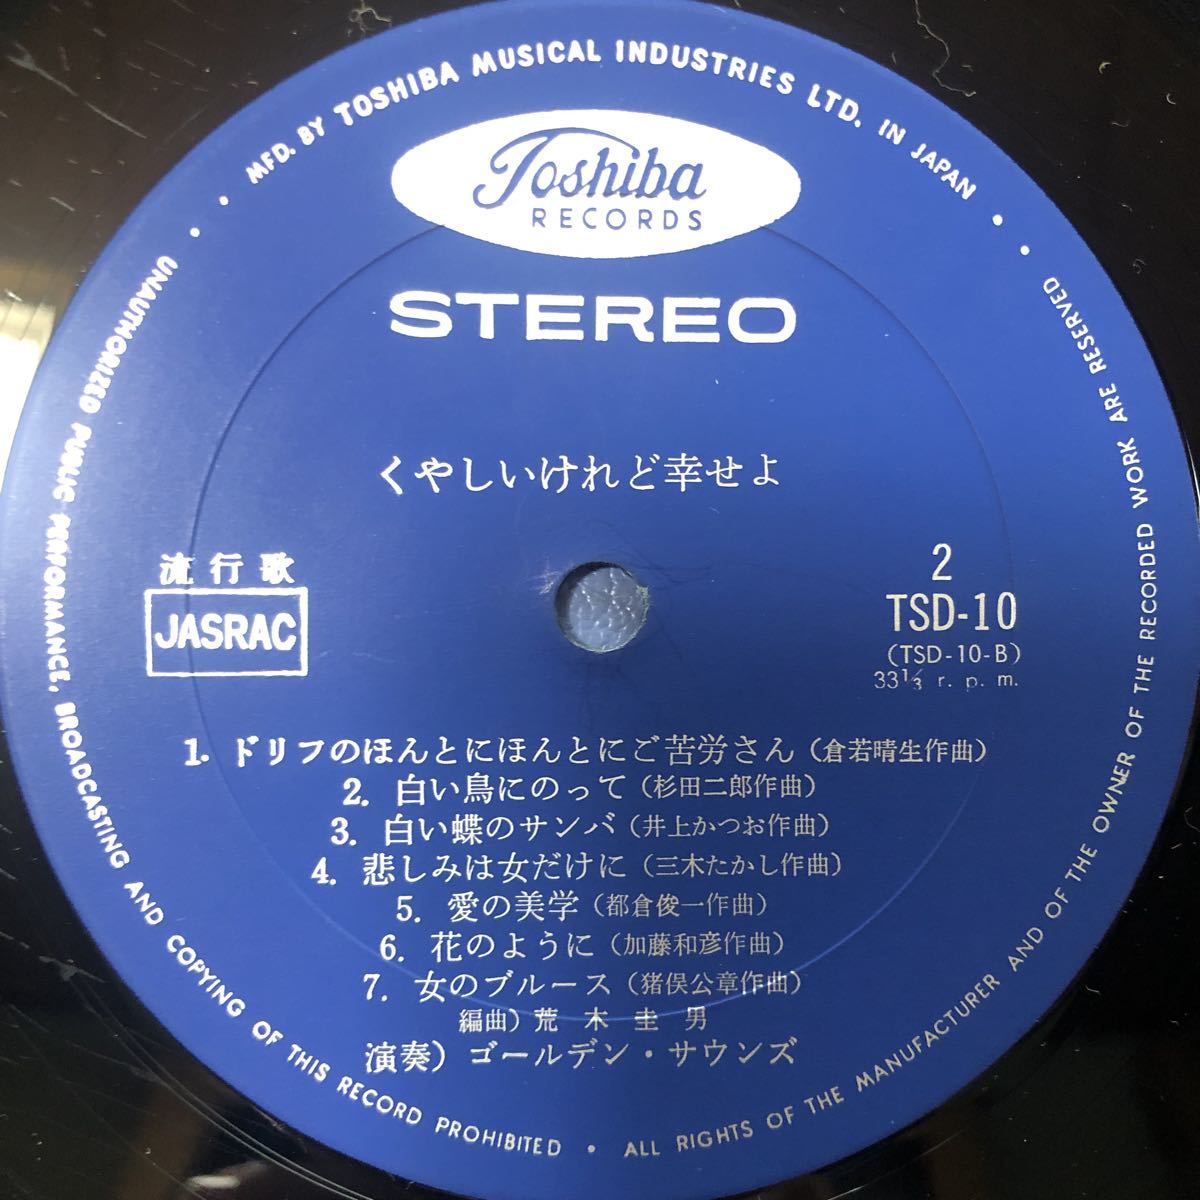 MFD. BY TOSHIBA MUSICAL INDUSTRIES LTD. IN JAPAN
Toshiba
RECORDS
STEREO
くやしいけれど幸せよ
流行歌
JASRAC
2
TSD-10
(TSD-10-B)
33⅓ r. p. m.
1. ドリフのほんとにほんとにご苦労さん(倉若晴生作曲)
2. 白い鳥にのって(杉田二郎作曲)
3. 白い蝶のサンバ(井上かつお作曲)
4. 悲しみは女だけに(三木たかし作曲)
5. 愛の美学(都倉俊一作曲)
6. 花のように(加藤和彦作曲)
7. 女のブルース(猪俣公章作曲)
編曲)荒木圭男
演奏)ゴールデン・サウンズ
UNAUTHORIZED PUBLIC PERFORMANCE, BROADCASTING AND COPYING OF THIS RECORD PROHIBITED • ALL RIGHTS OF THE MANUFACTURER AND OF THE OWNER OF THE RECORDED WORK ARE RESERVED